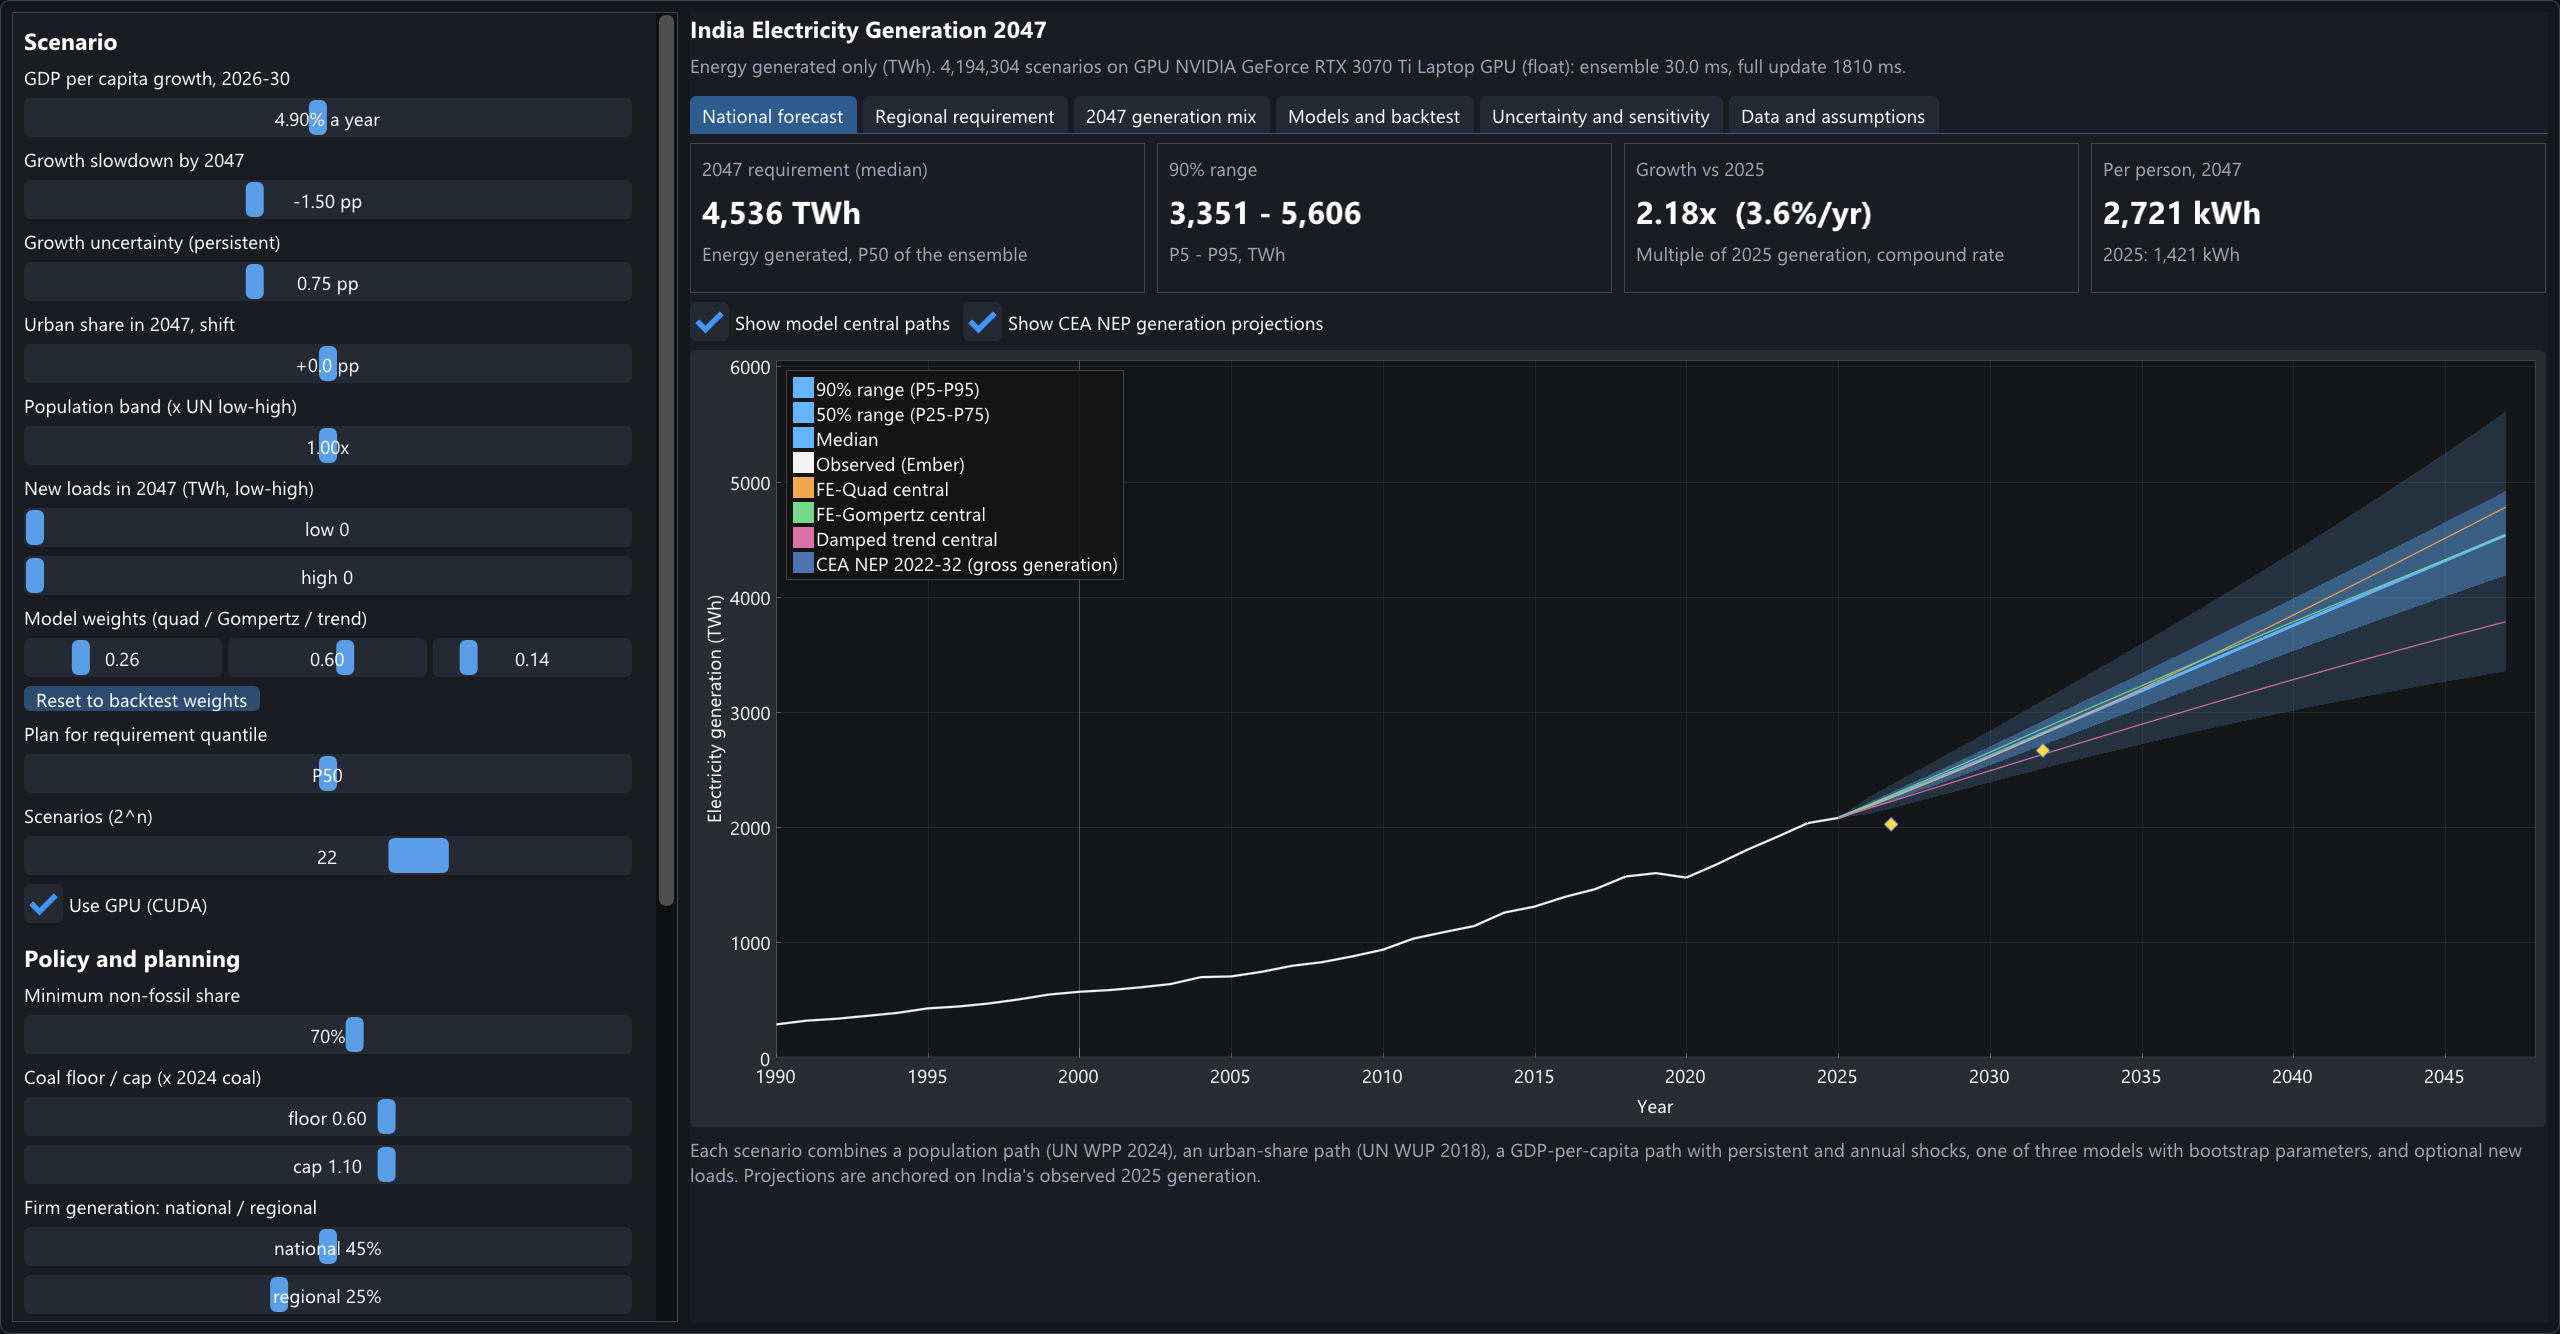 Scenario
GDP per capita growth, 2026-30
4.90% a year
Growth slowdown by 2047
-1.50 pp
Growth uncertainty (persistent)
0.75 pp
Urban share in 2047, shift
+0.0 pp
Population band (x UN low-high)
1.00x
New loads in 2047 (TWh, low-high)
low 0
high 0
Model weights (quad / Gompertz / trend)
0.26 0.60 0.14
Reset to backtest weights
Plan for requirement quantile
P50
Scenarios (2^n)
22
Use GPU (CUDA)
Policy and planning
Minimum non-fossil share
70%
Coal floor / cap (x 2024 coal)
floor 0.60
cap 1.10
Firm generation: national / regional
national 45%
regional 25%
India Electricity Generation 2047
Energy generated only (TWh). 4,194,304 scenarios on GPU NVIDIA GeForce RTX 3070 Ti Laptop GPU (float): ensemble 30.0 ms, full update 1810 ms.
National forecast Regional requirement 2047 generation mix Models and backtest Uncertainty and sensitivity Data and assumptions
2047 requirement (median)
4,536 TWh
Energy generated, P50 of the ensemble
90% range
3,351 - 5,606
P5 - P95, TWh
Growth vs 2025
2.18x (3.6%/yr)
Multiple of 2025 generation, compound rate
Per person, 2047
2,721 kWh
2025: 1,421 kWh
Show model central paths Show CEA NEP generation projections
90% range (P5-P95)
50% range (P25-P75)
Median
Observed (Ember)
FE-Quad central
FE-Gompertz central
Damped trend central
CEA NEP 2022-32 (gross generation)
Electricity generation (TWh)
6000
5000
4000
3000
2000
1000
0
1990 1995 2000 2005 2010 2015 2020 2025 2030 2035 2040 2045
Year
Each scenario combines a population path (UN WPP 2024), an urban-share path (UN WUP 2018), a GDP-per-capita path with persistent and annual shocks, one of three models with bootstrap parameters, and optional new
loads. Projections are anchored on India's observed 2025 generation.